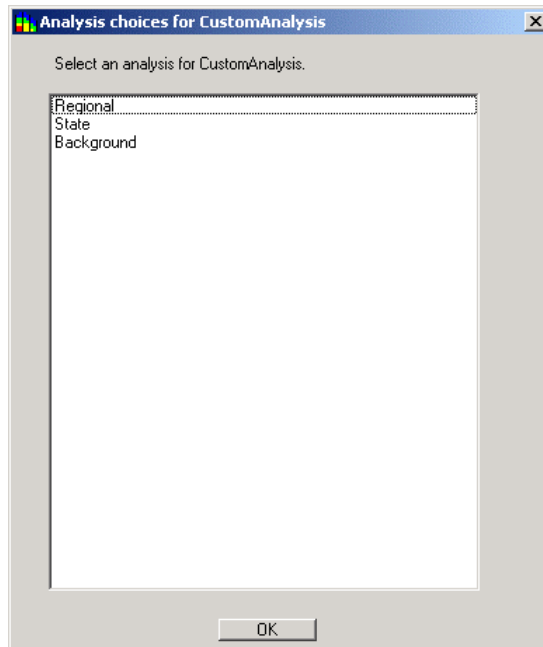 Analysis choices for CustomAnalysis
Select an analysis for CustomAnalysis.
Regional
State
Background
OK